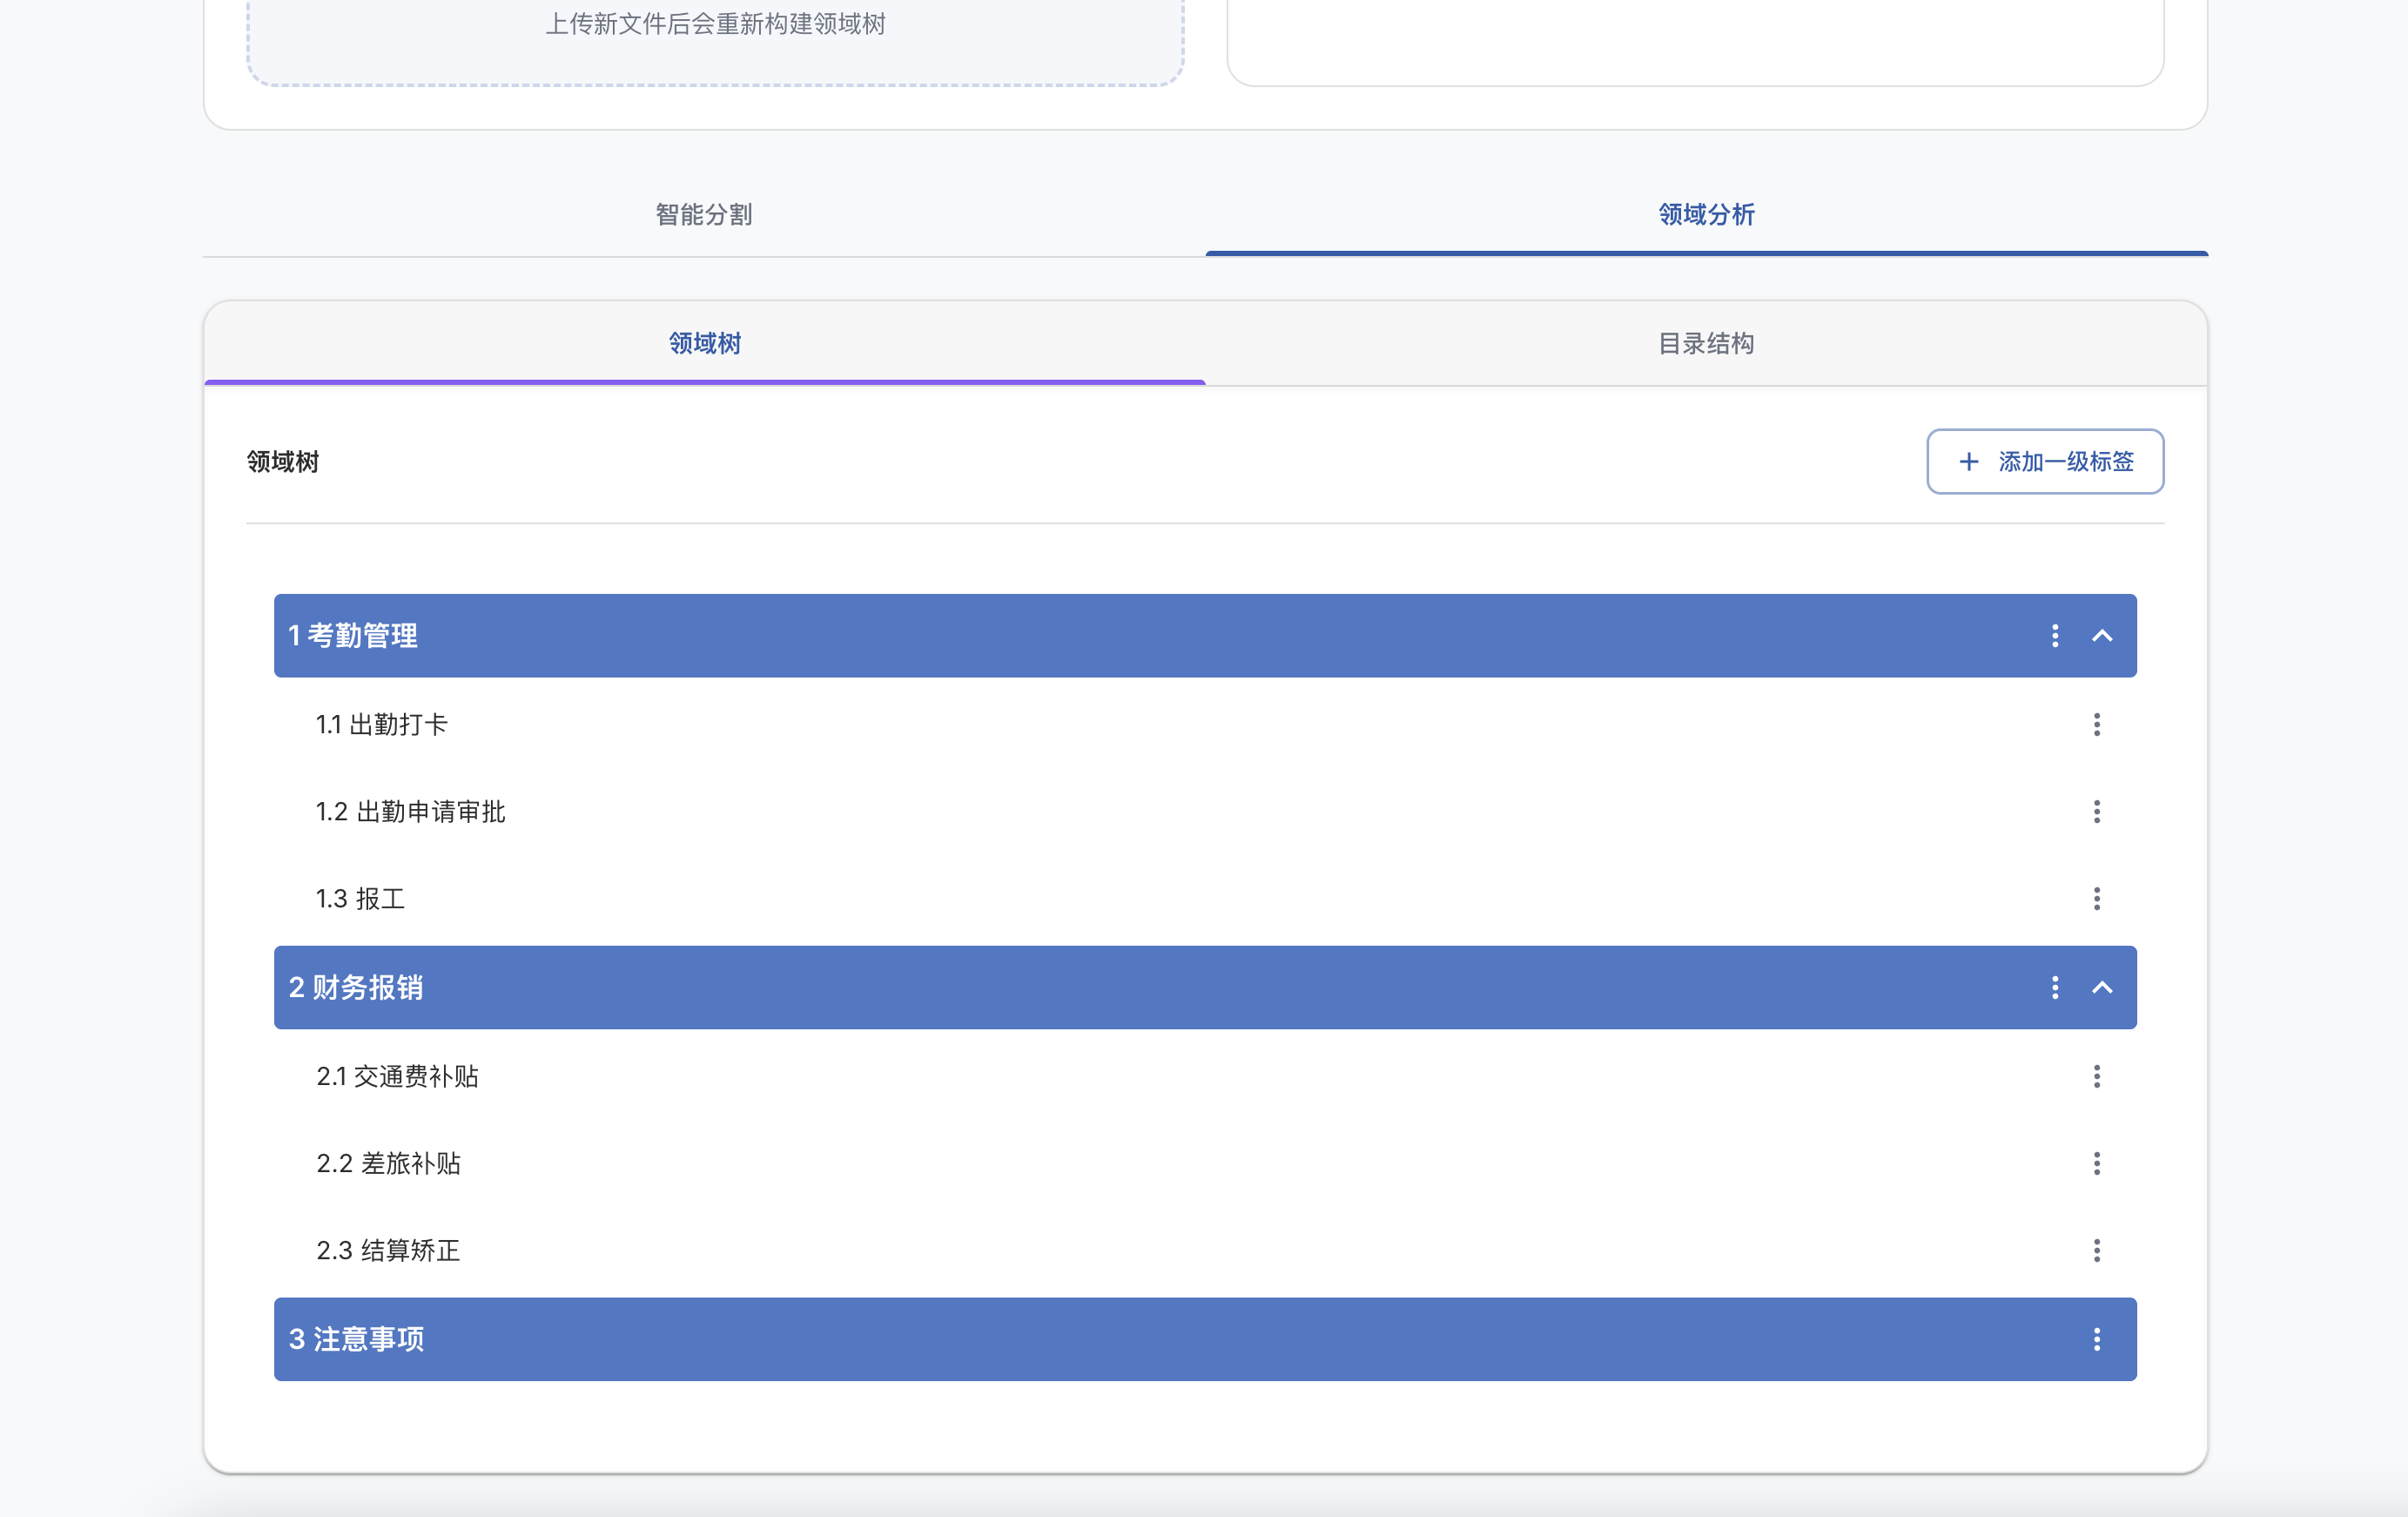 上传新文件后会重新构建领域树
智能分割
领域分析
领域树
目录结构
领域树
添加一级标签
1 考勤管理
1.1 出勤打卡
1.2 出勤申请审批
1.3 报工
2 财务报销
2.1 交通费补贴
2.2 差旅补贴
2.3 结算矫正
3 注意事项